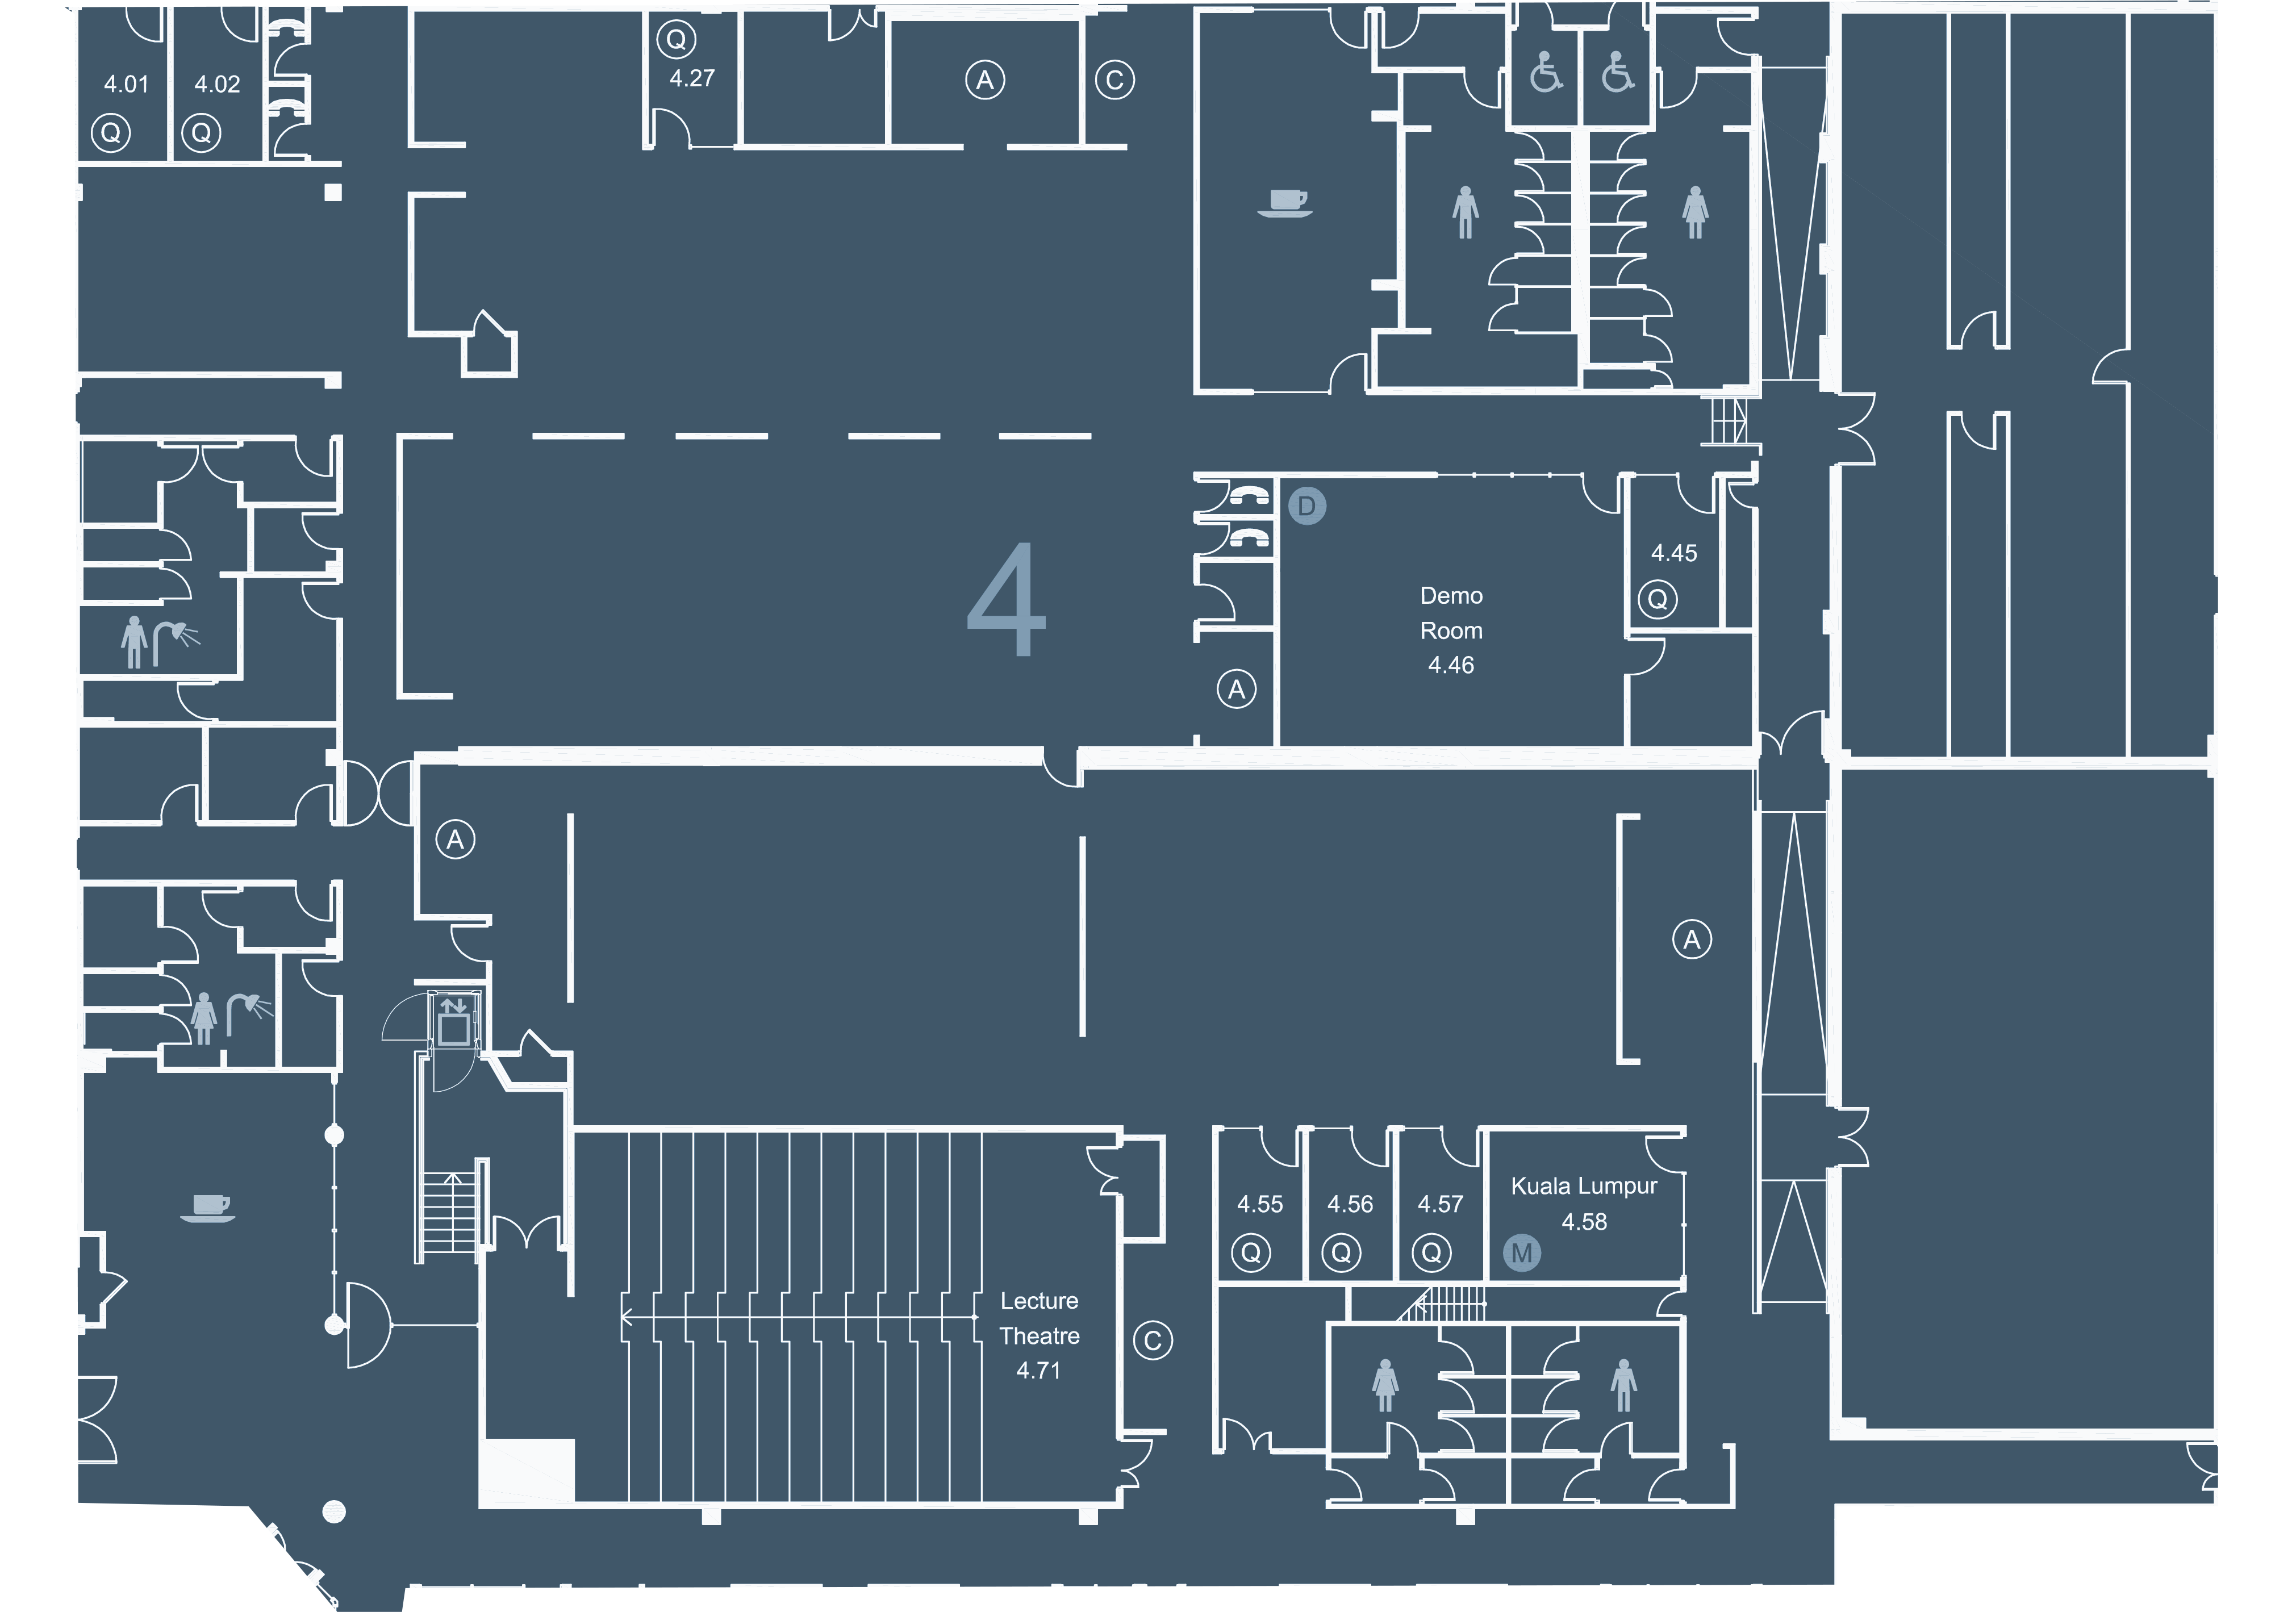 Q
4.27
A
C
4.01
Q
4.02
Q
4
D
Demo
Room
4.46
4.45
Q
A
A
A
4.55
Q
4.56
Q
4.57
Q
Kuala Lumpur
4.58
M
Lecture
Theatre
4.71
C